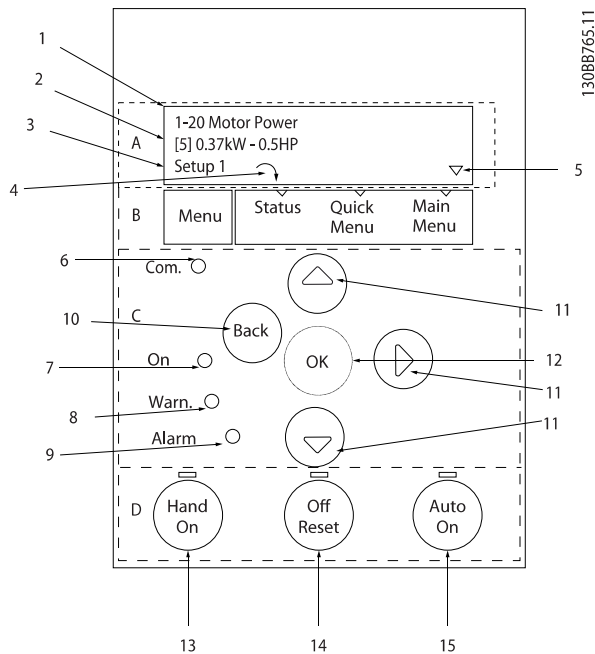 130BB765.11
1
2
3
4
A
1-20 Motor Power
[5] 0.37kW - 0.5HP
Setup 1
5
B
Menu
Status
Quick
Menu
Main
Menu
6
Com.
11
C
10
Back
OK
12
7
On
11
8
Warn.
11
9
Alarm
D
Hand
On
Off
Reset
Auto
On
13
14
15